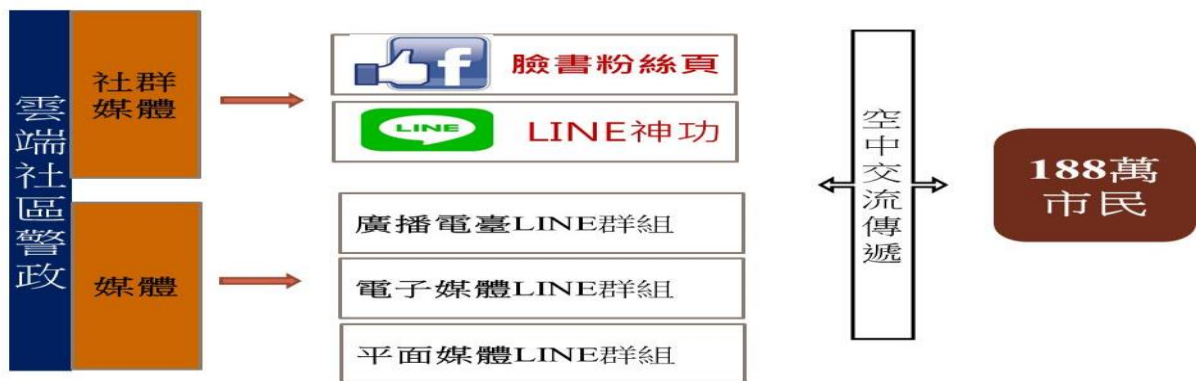 雲端社區警政
社群
媒體
f 臉書粉絲頁
LINE LINE神功
媒體
廣播電臺LINE群組
電子媒體LINE群組
平面媒體LINE群組
空中交流傳遞
188萬
市民